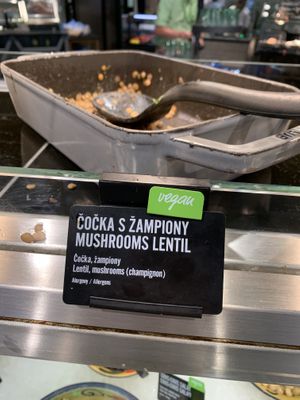 vegan
ČOČKA S ŽAMPIONY
MUSHROOMS LENTIL
Čočka, žampiony
Lentil, mushrooms (champignon)
Alergeny / Allergens